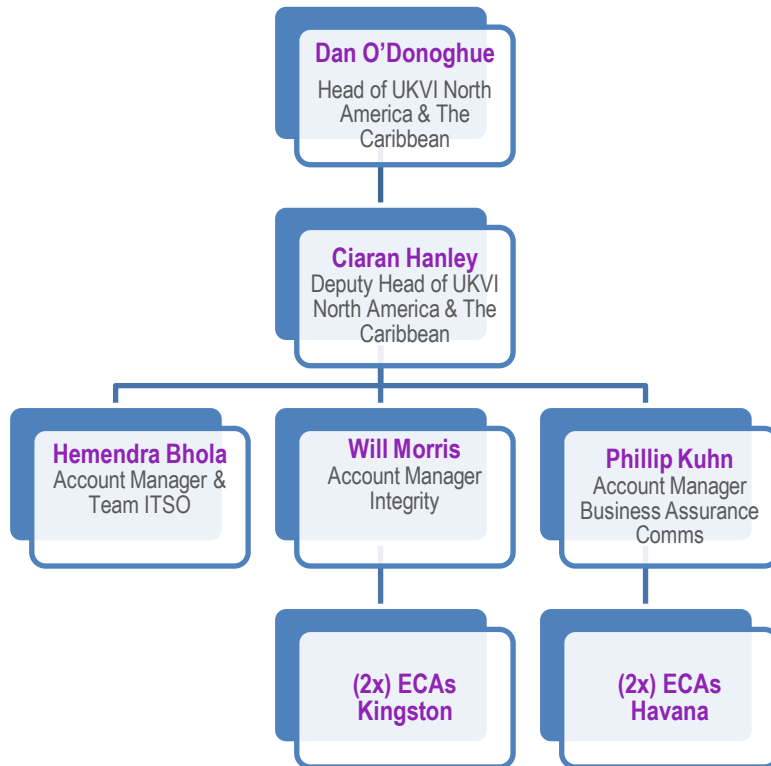 Dan O’Donoghue
Head of UKVI North
America & The
Caribbean
Ciaran Hanley
Deputy Head of UKVI
North America & The
Caribbean
Hemendra Bhola
Account Manager &
Team ITSO
Will Morris
Account Manager
Integrity
Phillip Kuhn
Account Manager
Business Assurance
Comms
(2x) ECAs
Kingston
(2x) ECAs
Havana